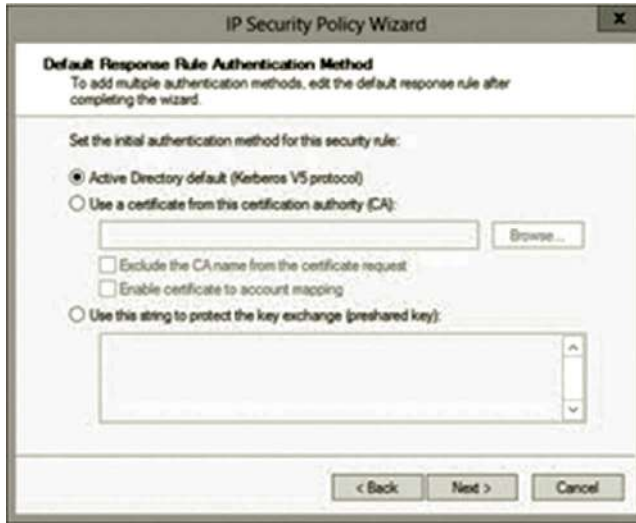 IP Security Policy Wizard
x
Default Response Rule Authentication Method
To add multiple authentication methods, edit the default response rule after
completing the wizard.
Set the initial authentication method for this security rule:
Active Directory default (Kerberos V5 protocol)
Use a certificate from this certification authority (CA):
Browse...
Exclude the CA name from the certificate request
Enable certificate to account mapping
Use this string to protect the key exchange (preshared key):
< Back
Next >
Cancel